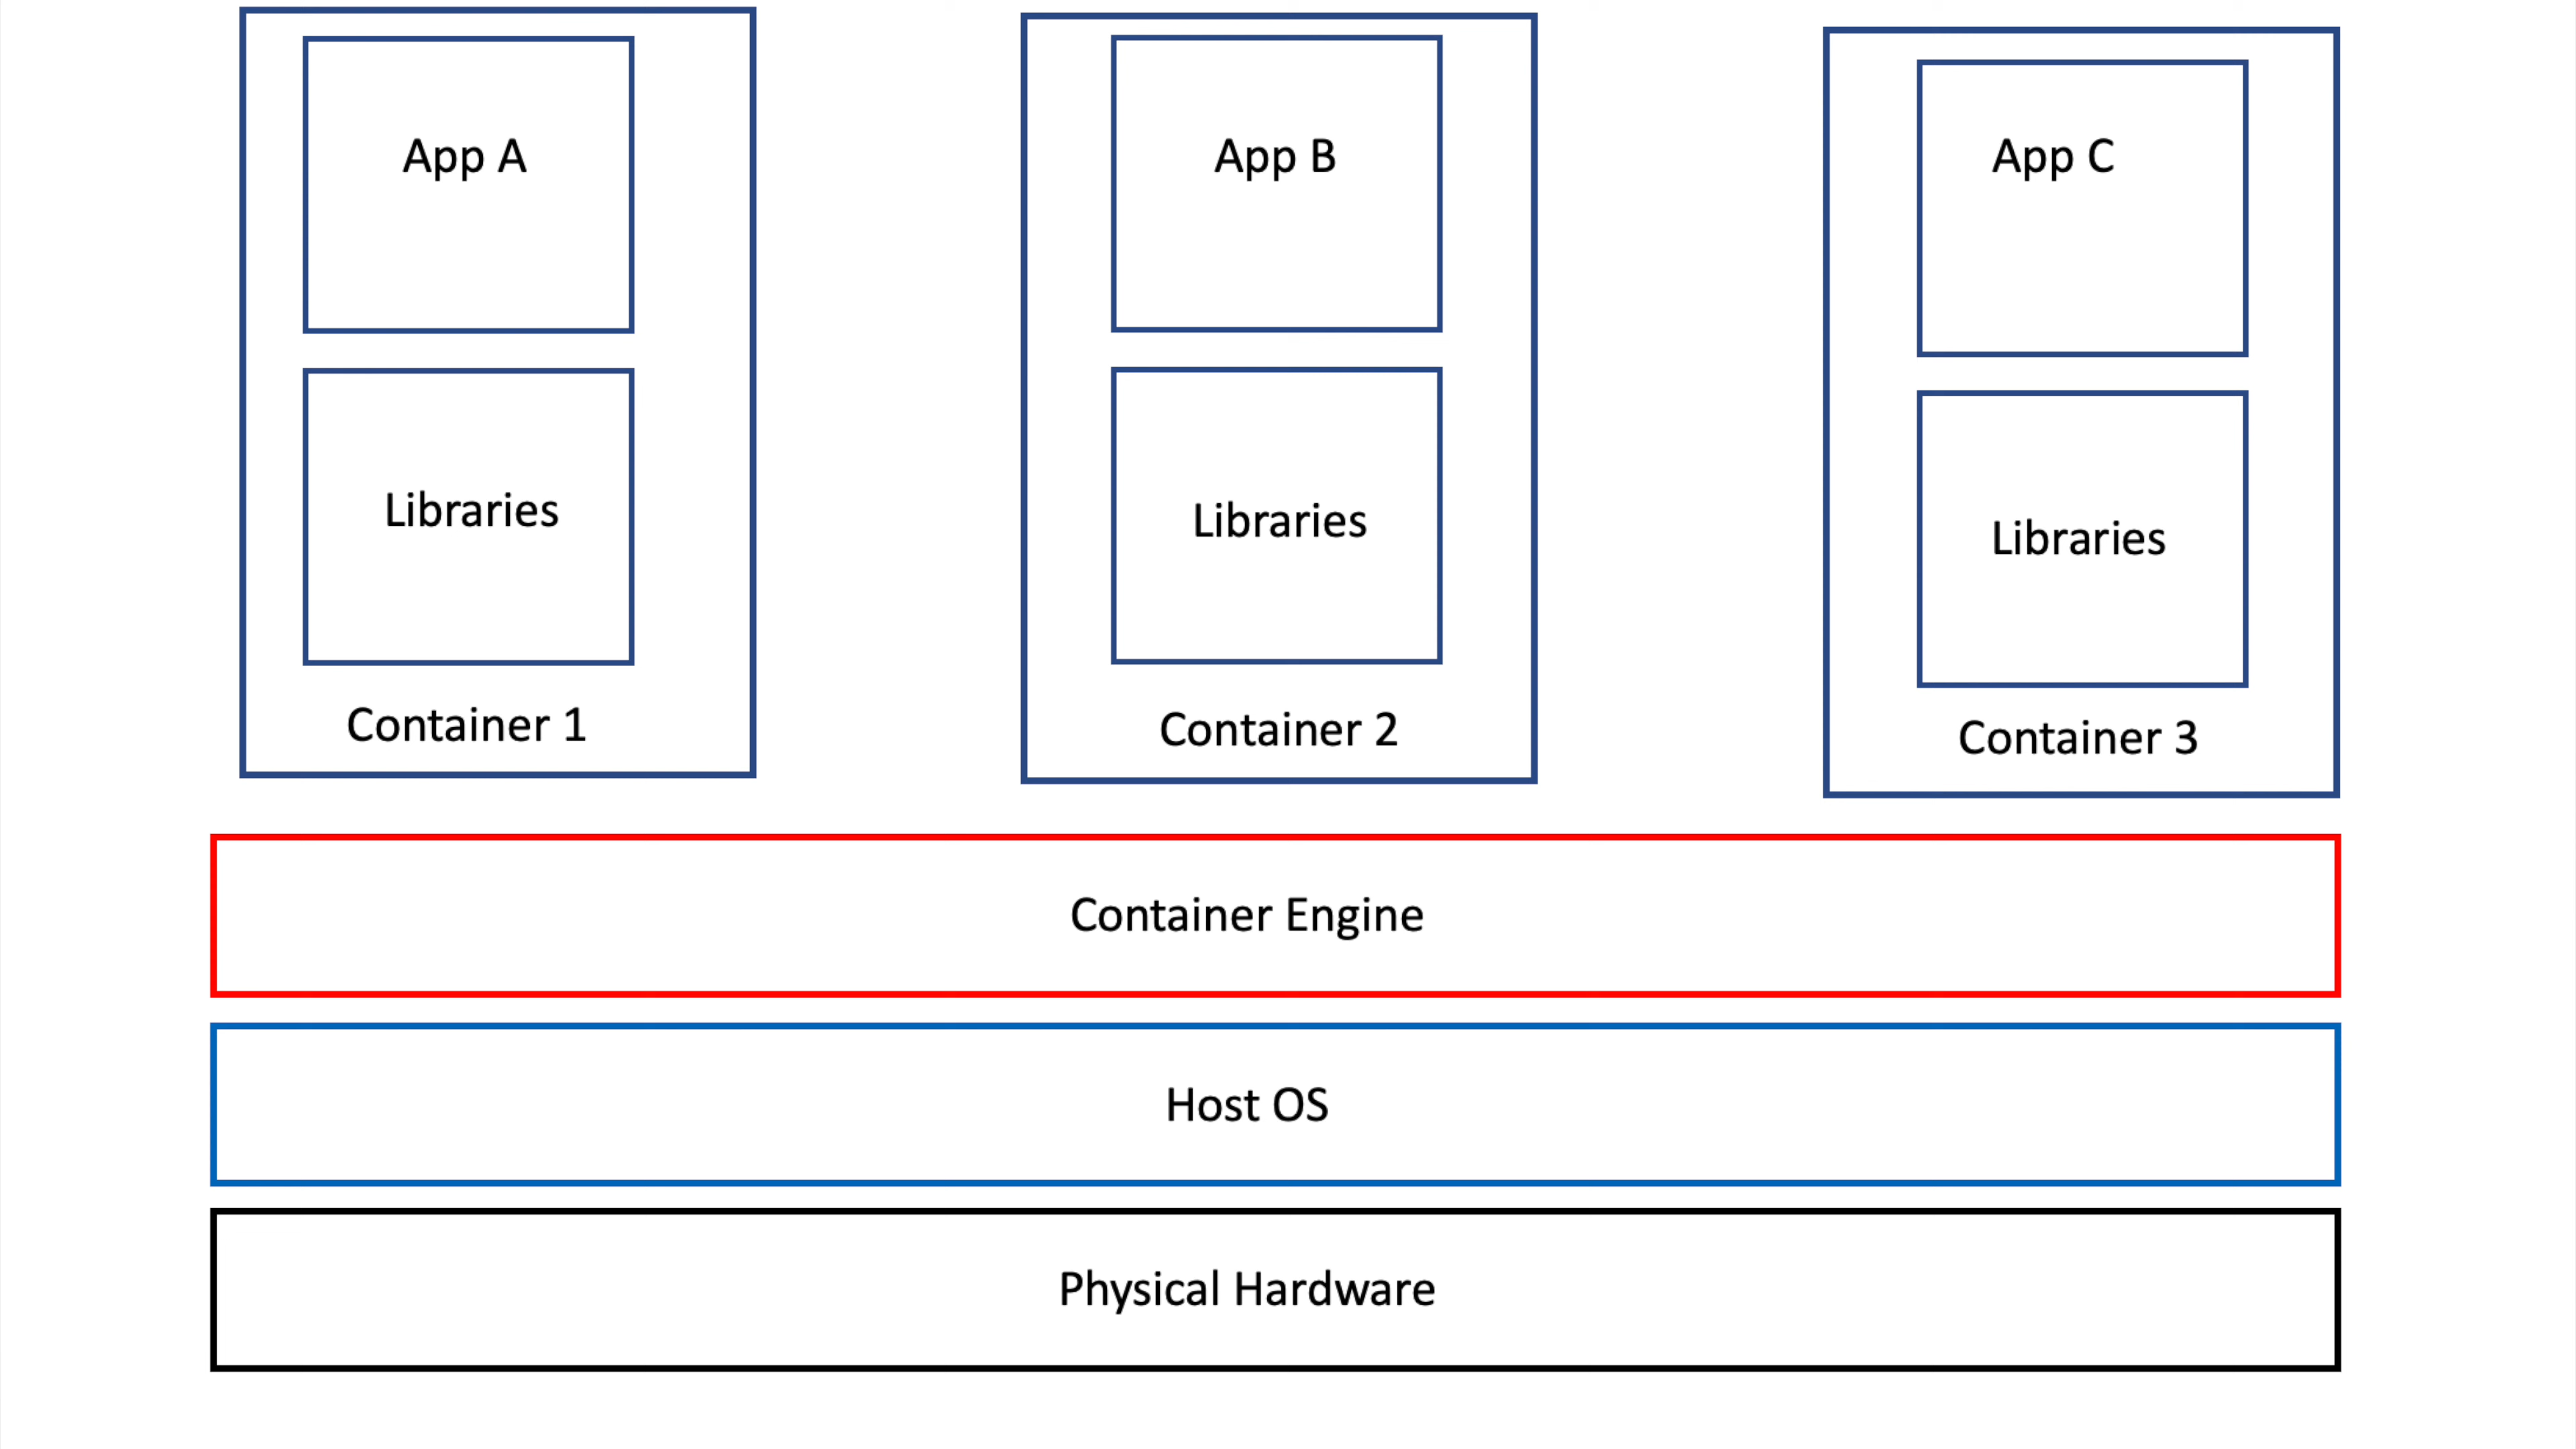 App A
App B
App C
Libraries
Libraries
Libraries
Container 1
Container 2
Container 3
Container Engine
Host OS
Physical Hardware